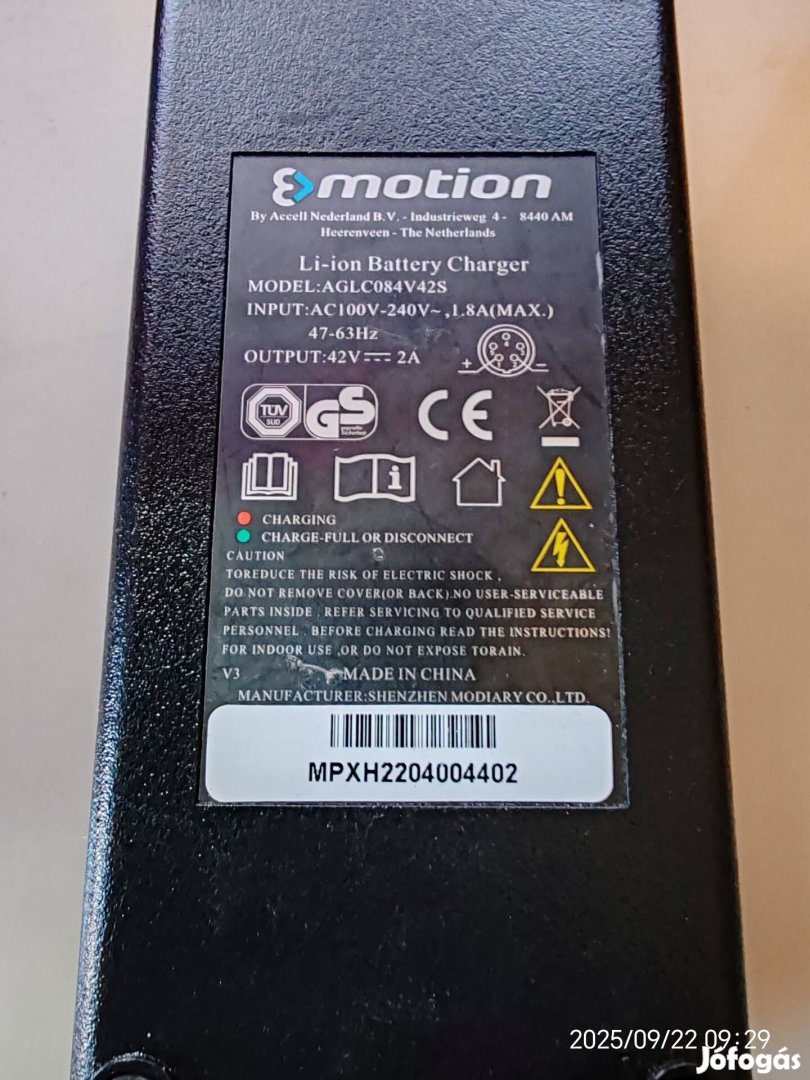 E>motion
By Accell Nederland B.V. - Industrieweg 4 - 8440 AM
Heerenveen - The Netherlands
Li-ion Battery Charger
MODEL:AGLC084V42S
INPUT:AC100V-240V~ ,1.8A(MAX.)
47-63Hz
OUTPUT:42V⎓2A
+ -
TÜV SÜD GS geprüfte Sicherheit CE
CHARGING
CHARGE-FULL OR DISCONNECT
CAUTION
TOREDUCE THE RISK OF ELECTRIC SHOCK ,
DO NOT REMOVE COVER(OR BACK).NO USER-SERVICEABLE
PARTS INSIDE . REFER SERVICING TO QUALIFIED SERVICE
PERSONNEL . BEFORE CHARGING READ THE INSTRUCTIONS!
FOR INDOOR USE ,OR DO NOT EXPOSE TORAIN.
V3 MADE IN CHINA
MANUFACTURER:SHENZHEN MODIARY CO.,LTD.
MPXH2204004402
2025/09/22 09:29
Jófogás